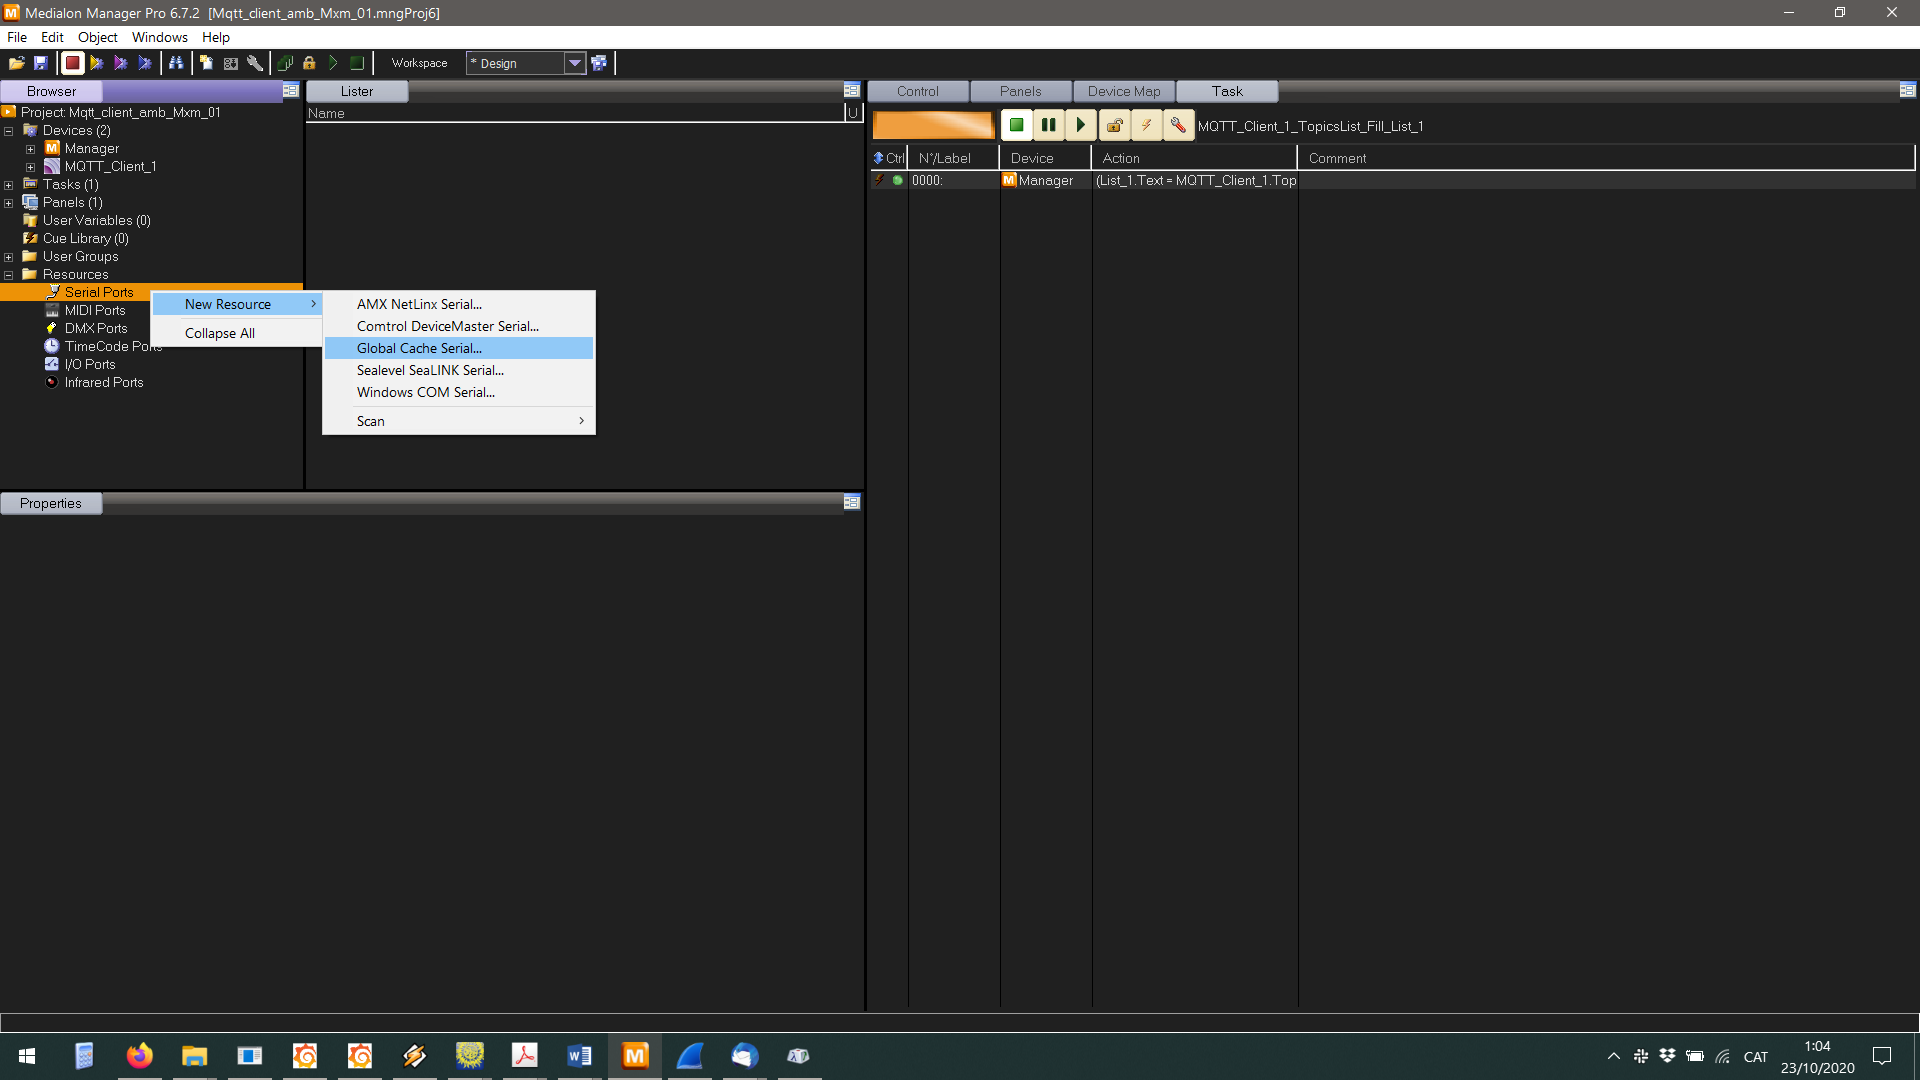 Medialon Manager Pro 6.7.2 [Mqtt_client_amb_Mxm_01.mngProj6]
File Edit Object Windows Help
Workspace * Design
Browser
Project: Mqtt_client_amb_Mxm_01
Devices (2)
Manager
MQTT_Client_1
Tasks (1)
Panels (1)
User Variables (0)
Cue Library (0)
User Groups
Resources
Serial Ports
MIDI Ports
DMX Ports
TimeCode Ports
I/O Ports
Infrared Ports
New Resource
Collapse All
AMX NetLinx Serial...
Comtrol DeviceMaster Serial...
Global Cache Serial...
Sealevel SeaLINK Serial...
Windows COM Serial...
Scan
Lister
Name U
Properties
Control Panels Device Map Task
MQTT_Client_1_TopicsList_Fill_List_1
Ctrl N°/Label Device Action Comment
0000: Manager (List_1.Text = MQTT_Client_1.Top
CAT
1:04
23/10/2020